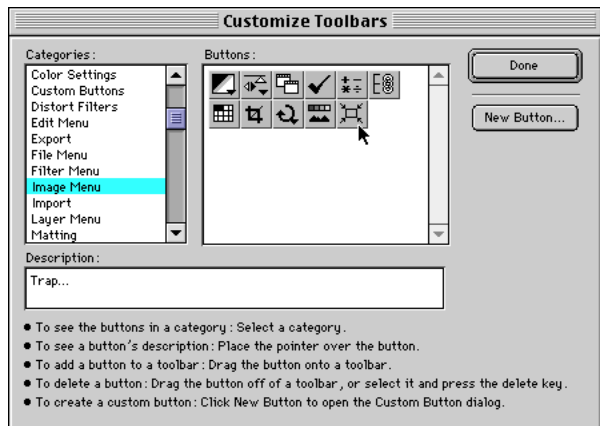 Customize Toolbars
Categories:
Color Settings
Custom Buttons
Distort Filters
Edit Menu
Export
File Menu
Filter Menu
Image Menu
Import
Layer Menu
Matting
Buttons:
Done
New Button...
Description:
Trap...
• To see the buttons in a category: Select a category.
• To see a button's description: Place the pointer over the button.
• To add a button to a toolbar: Drag the button onto a toolbar.
• To delete a button: Drag the button off of a toolbar, or select it and press the delete key.
• To create a custom button: Click New Button to open the Custom Button dialog.